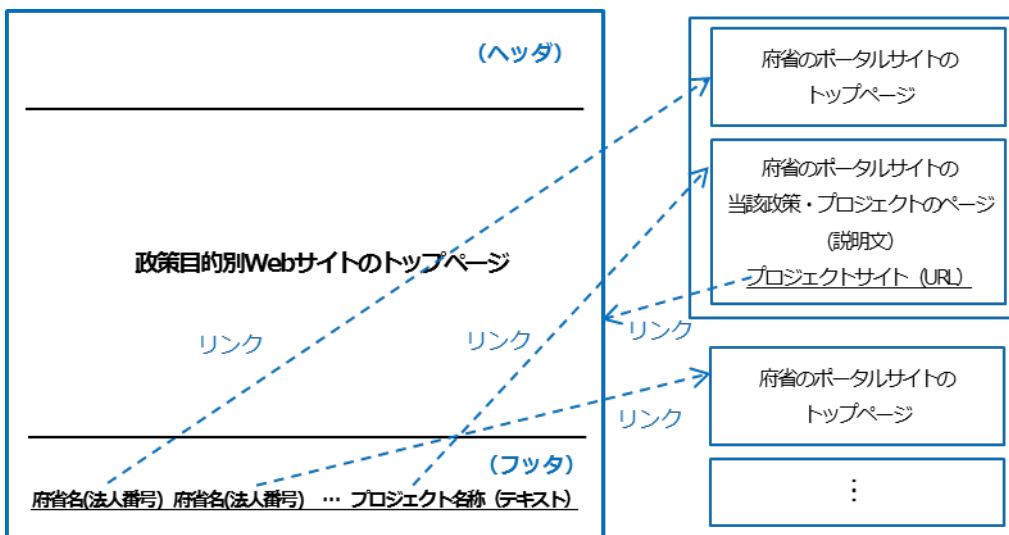 (ヘッダ)
政策目的別Webサイトのトップページ
リンク
リンク
(フッタ)
府省名(法人番号) 府省名(法人番号) … プロジェクト名称（テキスト）
府省のポータルサイトの
トップページ
府省のポータルサイトの
当該政策・プロジェクトのページ
(説明文)
プロジェクトサイト（URL）
リンク
リンク
府省のポータルサイトの
トップページ
⋮